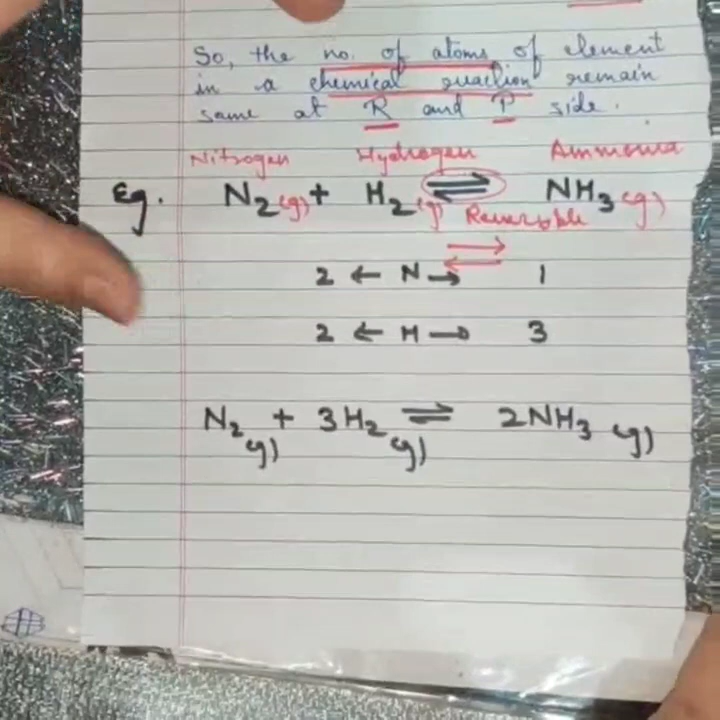 So, the no. of atoms of element
in a chemical reaction remain
same at R and P side.
Nitrogen Hydrogen Ammonia
Eg. N2(g) + H2(g) ⇌ NH3(g)
Reversible
⇌
2 ← N → 1
2 ← H → 3
N2(g) + 3H2(g) ⇌ 2NH3(g)